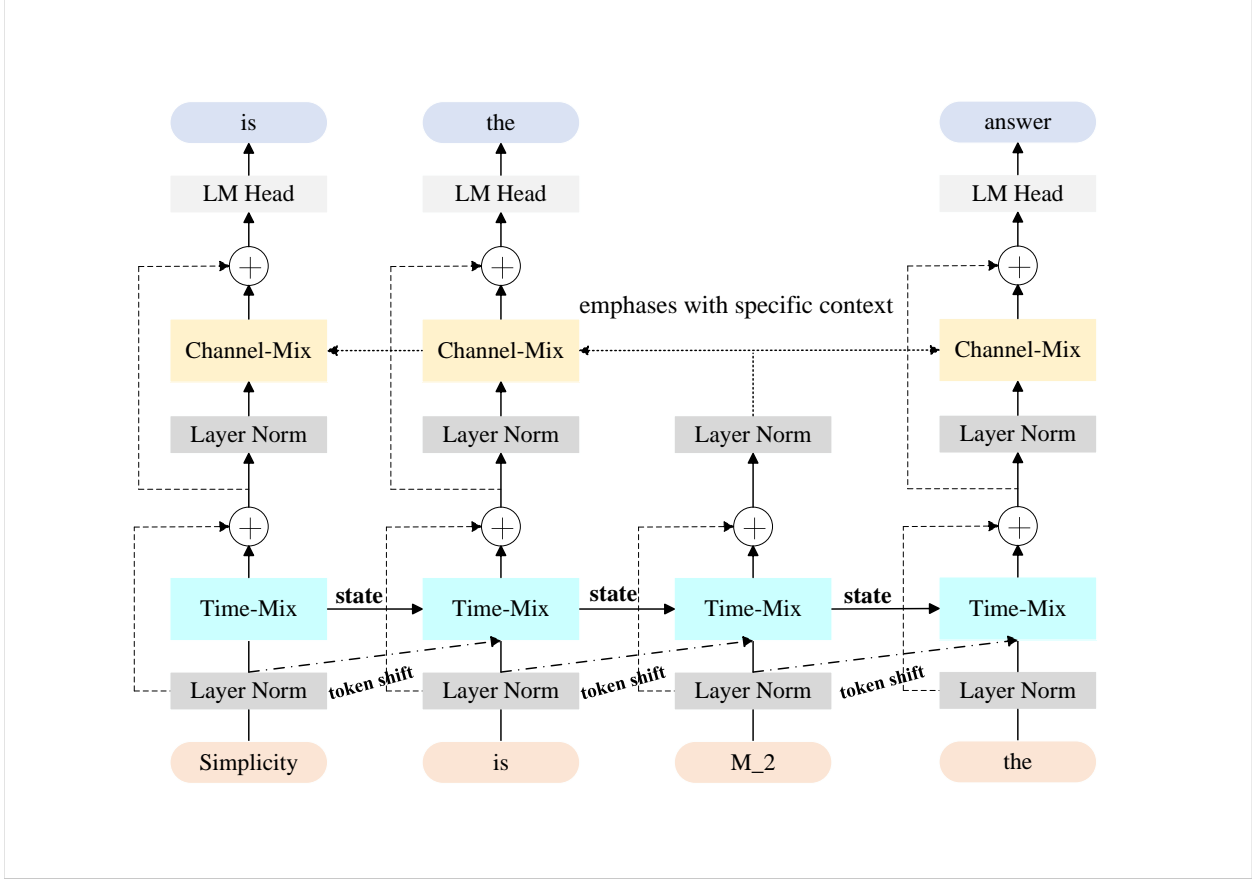 is
the
answer
LM Head
LM Head
LM Head
emphases with specific context
Channel-Mix
Channel-Mix
Channel-Mix
Layer Norm
Layer Norm
Layer Norm
Layer Norm
Time-Mix
state
Time-Mix
state
Time-Mix
state
Time-Mix
Layer Norm
token shift
Layer Norm
token shift
Layer Norm
token shift
Layer Norm
Simplicity
is
M_2
the